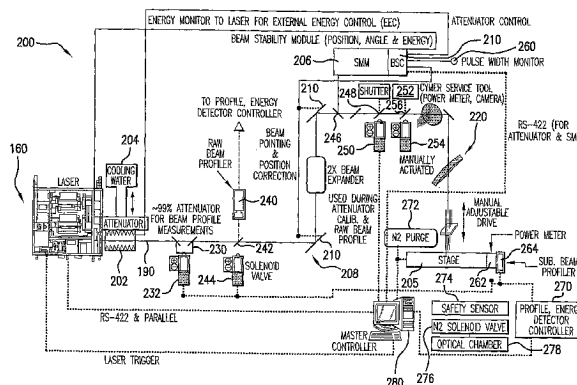 ENERGY MONITOR TO LASER FOR EXTERNAL ENERGY CONTROL (EEC)
ATTENUATOR CONTROL
200
BEAM STABILITY MODULE (POSITION, ANGLE & ENERGY)
210
260
206
SMM
BSC
PULSE WIDTH MONITOR
SHUTTER
252
CYMER SERVICE TOOL
(POWER METER, CAMERA)
248
256
210
246
TO PROFILE, ENERGY
DETECTOR CONTROLLER
204
COOLING
WATER
RAW
BEAM
PROFILER
BEAM
POINTING
& POSITION
CORRECTION
250
254
220
RS-422 (FOR
ATTENUATOR & SMM
MANUALLY
ACTUATED
160
LASER
~99% ATTENUATOR
FOR BEAM PROFILE
MEASUREMENTS
240
2X BEAM
EXPANDER
USED DURING
ATTENUATOR
CALIB. & RAW
BEAM PROFILE
272
MANUAL
ADJUSTABLE
DRIVE
POWER METER
ATTENUATOR
N2 PURGE
264
202
190
230
242
210
208
STAGE
205
262
SUB. BEAM
PROFILER
232
244
SOLENOID
VALVE
274
270
SAFETY SENSOR
PROFILE, ENERGY
DETECTOR
CONTROLLER
RS-422 & PARALLEL
N2 SOLENOID VALVE
MASTER
CONTROLLER
OPTICAL CHAMBER
LASER TRIGGER
280
276
278